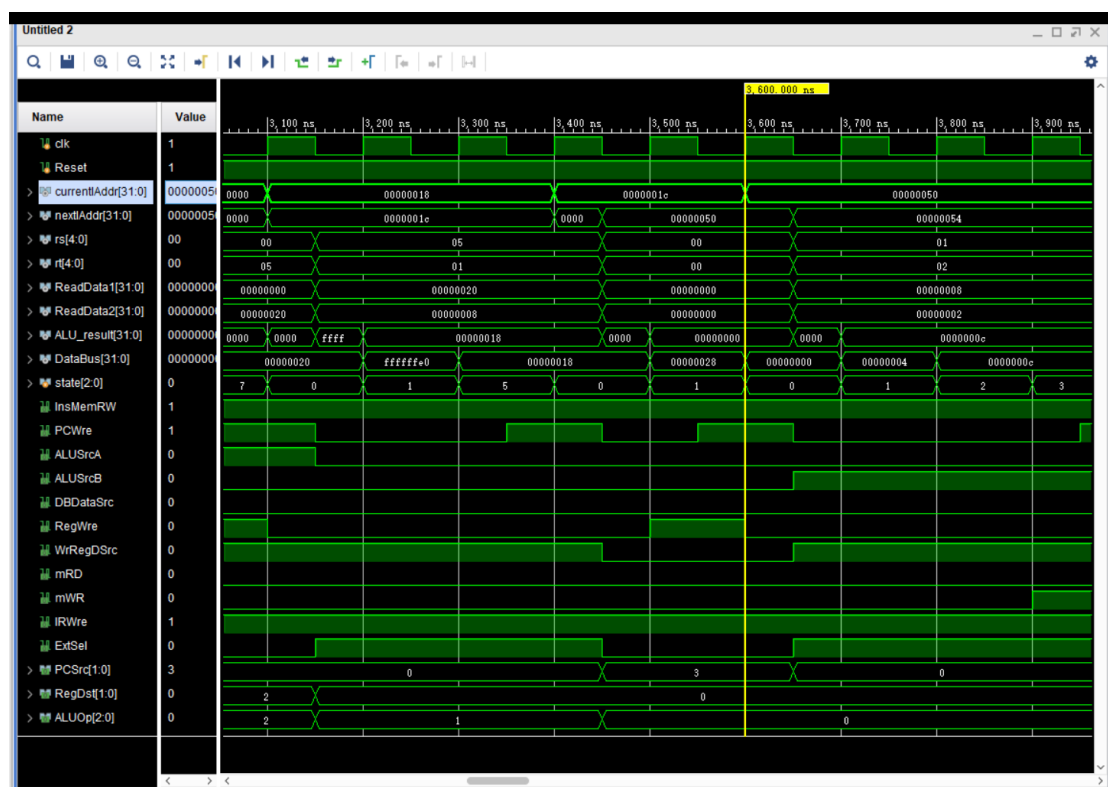 Untitled 2
3,600.000 ns
Name Value
3,100 ns 3,200 ns 3,300 ns 3,400 ns 3,500 ns 3,600 ns 3,700 ns 3,800 ns 3,900 ns
clk 1
Reset 1
currentIAddr[31:0] 00000050 0000 00000018 0000001c 00000050
nextIAddr[31:0] 00000050 0000 0000001c 0000 00000050 00000054
rs[4:0] 00 00 05 00 01
rt[4:0] 00 05 01 00 02
ReadData1[31:0] 00000000 00000000 00000020 00000000 00000008
ReadData2[31:0] 00000000 00000020 00000008 00000000 00000002
ALU_result[31:0] 00000000 0000 0000 ffff 00000018 0000 00000000 0000 0000000c
DataBus[31:0] 00000000 00000020 ffffffe0 00000018 00000028 00000000 00000004 0000000c
state[2:0] 0 7 0 1 5 0 1 0 1 2 3
InsMemRW 1
PCWre 1
ALUSrcA 0
ALUSrcB 0
DBDataSrc 0
RegWre 0
WrRegDSrc 0
mRD 0
mWR 0
IRWre 1
ExtSel 0
PCSrc[1:0] 3 0 3 0
RegDst[1:0] 0 2 0
ALUOp[2:0] 0 2 1 0